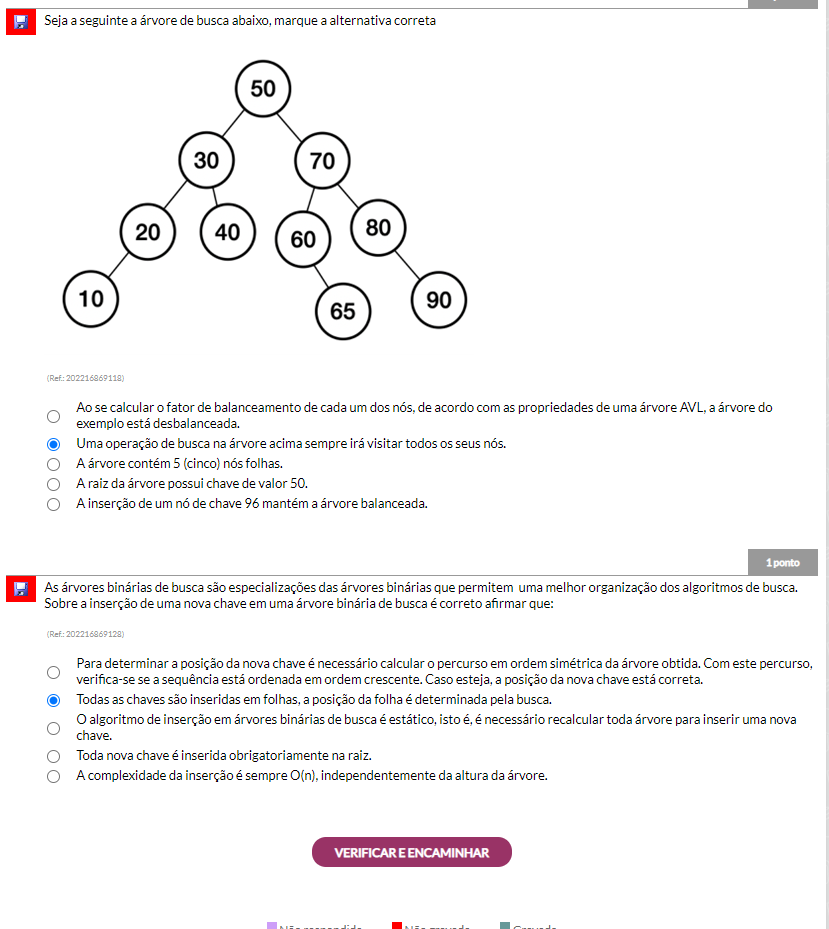 Seja a seguinte a árvore de busca abaixo, marque a alternativa correta
50
30
70
20
40
60
80
10
65
90
(Ref.: 202216869118)
Ao se calcular o fator de balanceamento de cada um dos nós, de acordo com as propriedades de uma árvore AVL, a árvore do
exemplo está desbalanceada.
Uma operação de busca na árvore acima sempre irá visitar todos os seus nós.
A árvore contém 5 (cinco) nós folhas.
A raiz da árvore possui chave de valor 50.
A inserção de um nó de chave 96 mantém a árvore balanceada.
1 ponto
As árvores binárias de busca são especializações das árvores binárias que permitem uma melhor organização dos algoritmos de busca.
Sobre a inserção de uma nova chave em uma árvore binária de busca é correto afirmar que:
(Ref.: 202216869128)
Para determinar a posição da nova chave é necessário calcular o percurso em ordem simétrica da árvore obtida. Com este percurso,
verifica-se se a sequência está ordenada em ordem crescente. Caso esteja, a posição da nova chave está correta.
Todas as chaves são inseridas em folhas, a posição da folha é determinada pela busca.
O algoritmo de inserção em árvores binárias de busca é estático, isto é, é necessário recalcular toda árvore para inserir uma nova
chave.
Toda nova chave é inserida obrigatoriamente na raiz.
A complexidade da inserção é sempre O(n), independentemente da altura da árvore.
VERIFICAR E ENCAMINHAR